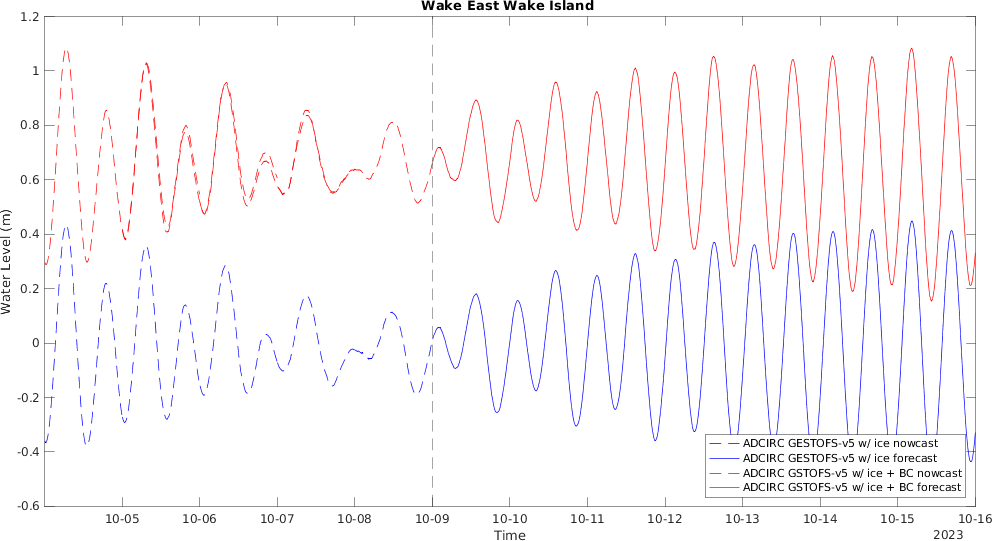 Wake East Wake Island
1.2
1
0.8
0.6
0.4
0.2
0
-0.2
-0.4
-0.6
Water Level (m)
ADCIRC GESTOFS-v5 w/ ice nowcast
ADCIRC GESTOFS-v5 w/ ice forecast
ADCIRC GSTOFS-v5 w/ ice + BC nowcast
ADCIRC GSTOFS-v5 w/ ice + BC forecast
10-05 10-06 10-07 10-08 10-09 10-10 10-11 10-12 10-13 10-14 10-15 10-16
Time
2023